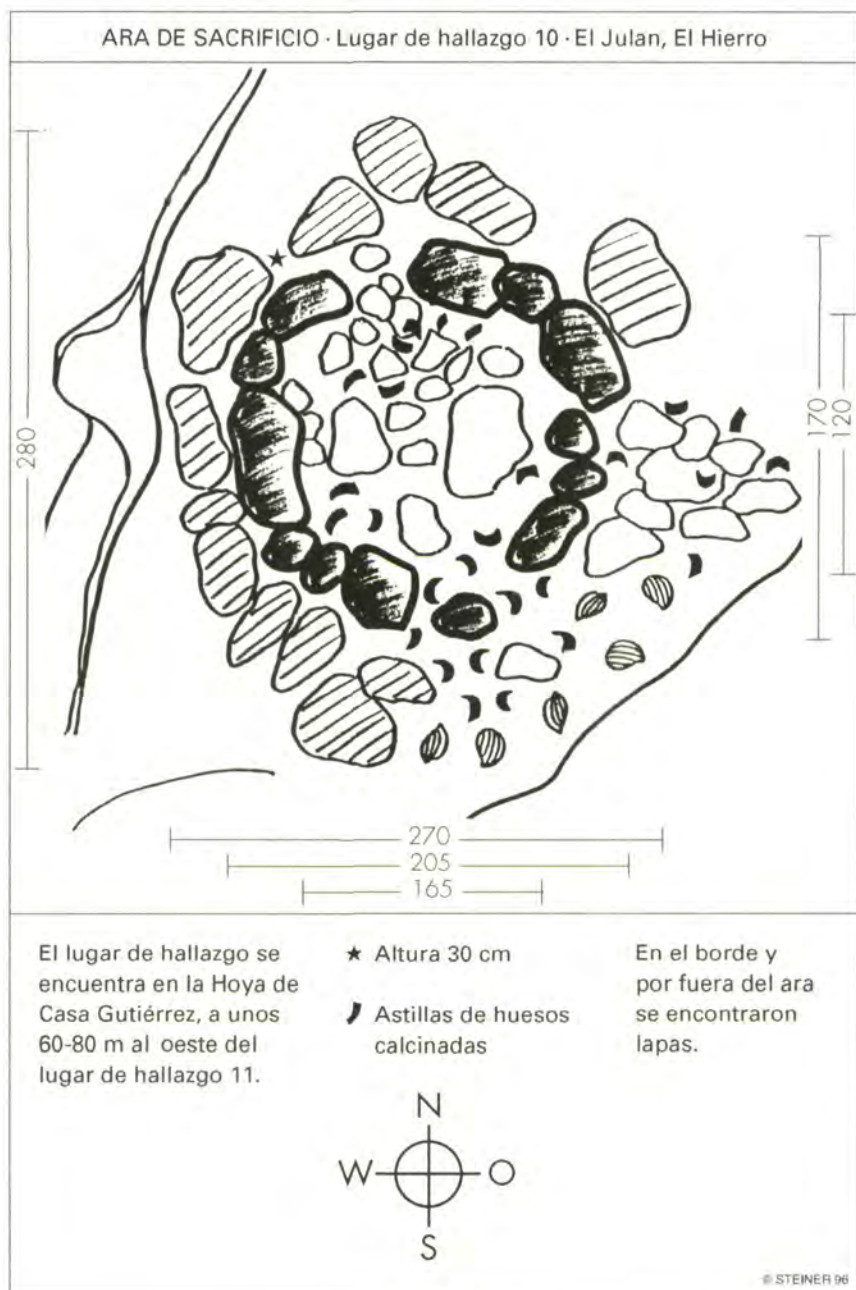 ARA DE SACRIFICIO · Lugar de hallazgo 10 · El Julan, El Hierro
280
170
120
270
205
165
El lugar de hallazgo se
encuentra en la Hoya de
Casa Gutiérrez, a unos
60-80 m al oeste del
lugar de hallazgo 11.
★ Altura 30 cm
Astillas de huesos
calcinadas
En el borde y
por fuera del ara
se encontraron
lapas.
N
W O
S
© STEINER 96